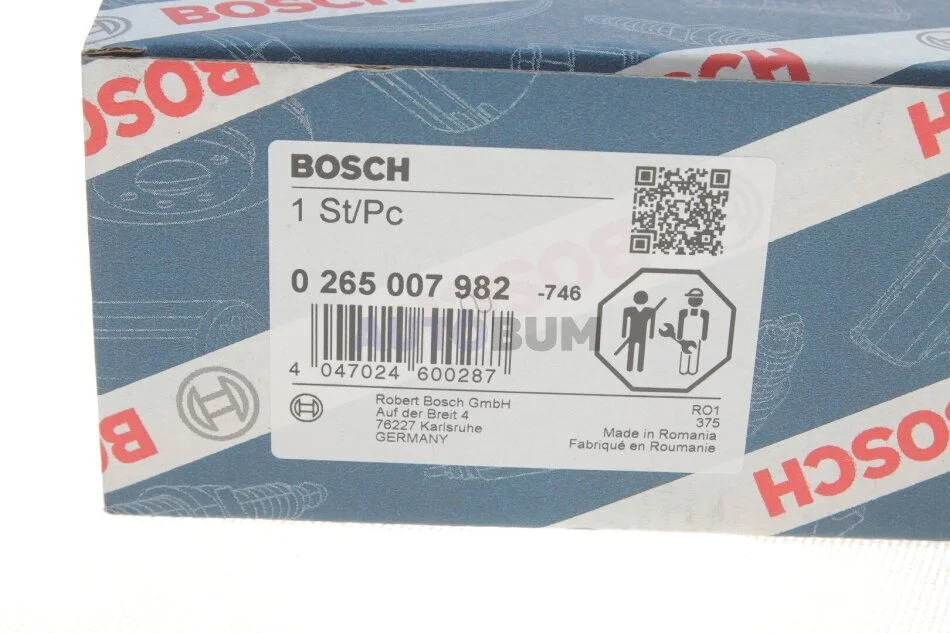 BOSCH
BOSCH
BOSCH
BOSCH
1 St/Pc
0 265 007 982 -746
AUTOBUM
4 047024 600287
Robert Bosch GmbH
Auf der Breit 4
76227 Karlsruhe
GERMANY
RO1
375
Made in Romania
Fabriqué en Roumanie
BOSCH